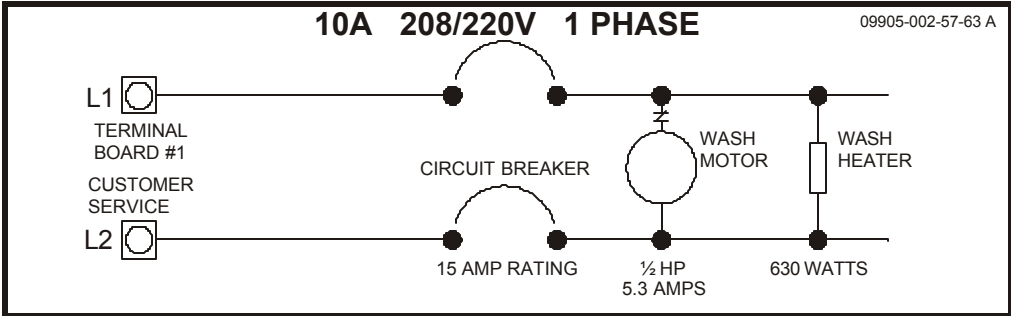 10A 208/220V 1 PHASE
09905-002-57-63 A
L1
TERMINAL
BOARD #1
CUSTOMER
SERVICE
L2
CIRCUIT BREAKER
15 AMP RATING
WASH
MOTOR
½ HP
5.3 AMPS
WASH
HEATER
630 WATTS